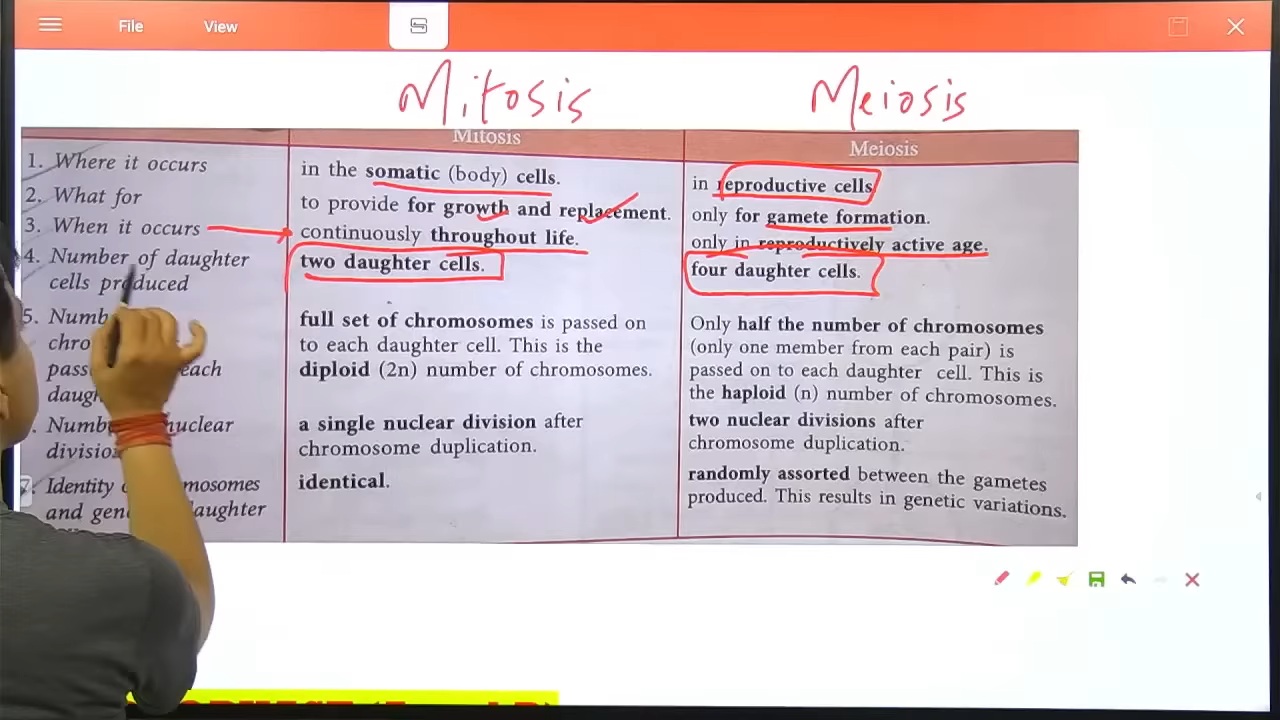 File View
Mitosis Meiosis
Mitosis Meiosis
1. Where it occurs
in the somatic (body) cells.
in reproductive cells
2. What for
to provide for growth and replacement.
only for gamete formation.
3. When it occurs
continuously throughout life.
only in reproductively active age.
4. Number of daughter
cells produced
two daughter cells.
four daughter cells.
5.
full set of chromosomes is passed on
to each daughter cell. This is the
diploid (2n) number of chromosomes.
each
Only half the number of chromosomes
(only one member from each pair) is
passed on to each daughter cell. This is
the haploid (n) number of chromosomes.
a single nuclear division after
chromosome duplication.
two nuclear divisions after
chromosome duplication.
7. Identity
and
identical.
randomly assorted between the gametes
produced. This results in genetic variations.